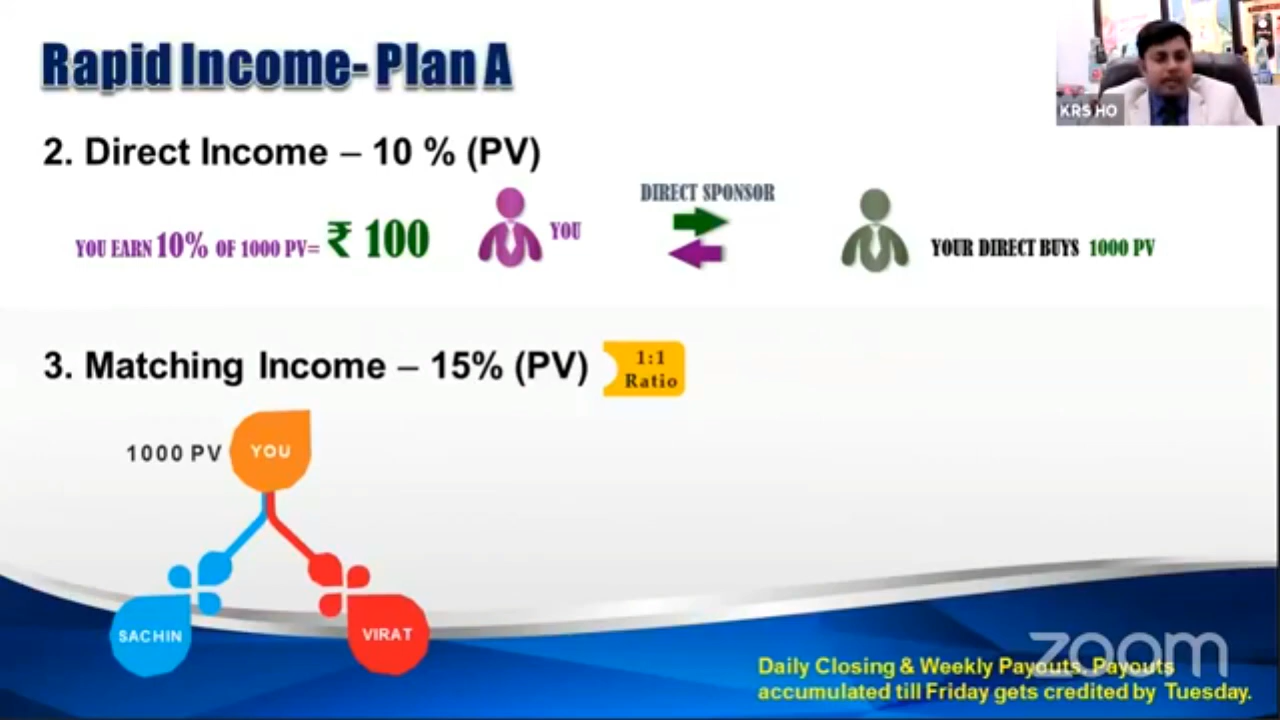 Rapid Income- Plan A
KRS HO
2. Direct Income – 10 % (PV)
YOU EARN 10% OF 1000 PV= ₹ 100
YOU
DIRECT SPONSOR
YOUR DIRECT BUYS 1000 PV
3. Matching Income – 15% (PV)
1:1
Ratio
1000 PV
YOU
SACHIN
VIRAT
zoom
Daily Closing & Weekly Payouts. Payouts
accumulated till Friday gets credited by Tuesday.